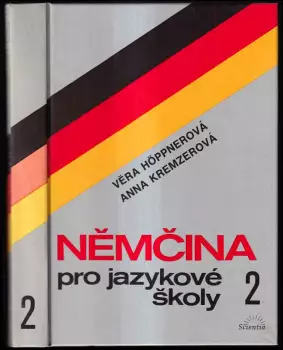 VĚRA HÖPPNEROVÁ
ANNA KREMZEROVÁ
NĚMČINA
pro jazykové
školy 2
2
Scientia